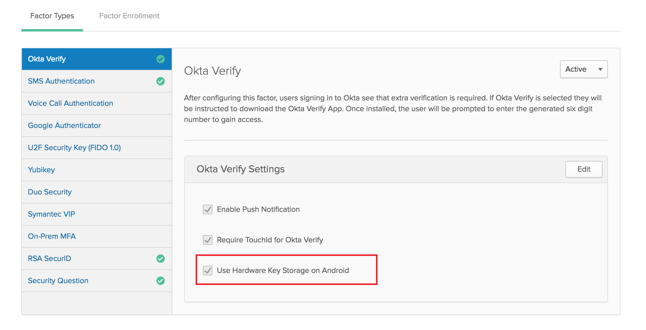 Factor Types
Factor Enrollment
Okta Verify
SMS Authentication
Voice Call Authentication
Google Authenticator
U2F Security Key (FIDO 1.0)
Yubikey
Duo Security
Symantec VIP
On-Prem MFA
RSA SecurID
Security Question
Okta Verify
Active
After configuring this factor, users signing in to Okta see that extra verification is required. If Okta Verify is selected they will
be instructed to download the Okta Verify App. Once installed, the user will be prompted to enter the generated six digit
number to gain access.
Okta Verify Settings
Edit
Enable Push Notification
Require TouchId for Okta Verify
Use Hardware Key Storage on Android